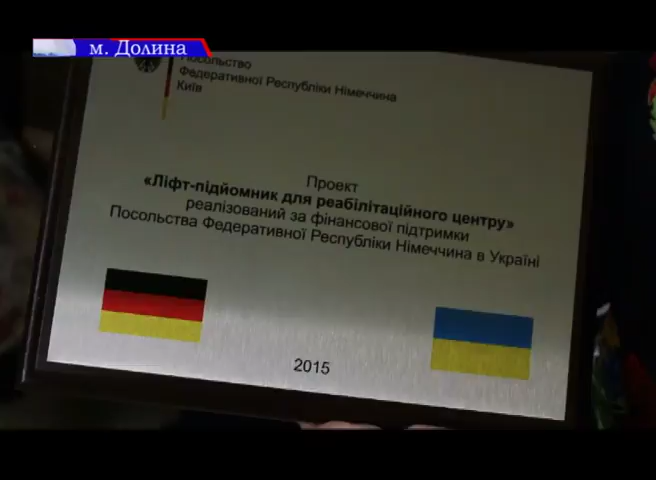 м. Долина
Посольство
Федеративної Республіки Німеччина
Київ
Проект
«Ліфт-підйомник для реабілітаційного центру»
реалізований за фінансової підтримки
Посольства Федеративної Республіки Німеччина в Україні
2015